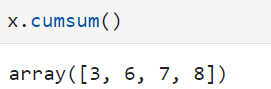 x.cumsum()
array([3, 6, 7, 8])